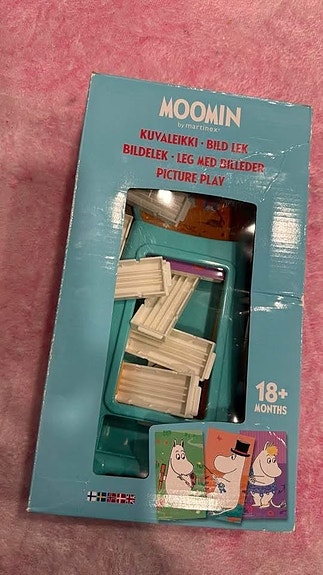 MOOMIN
by martinex®
KUVALEIKKI • BILD LEK
BILDELEK • LEG MED BILLEDER
PICTURE PLAY
18+
MONTHS